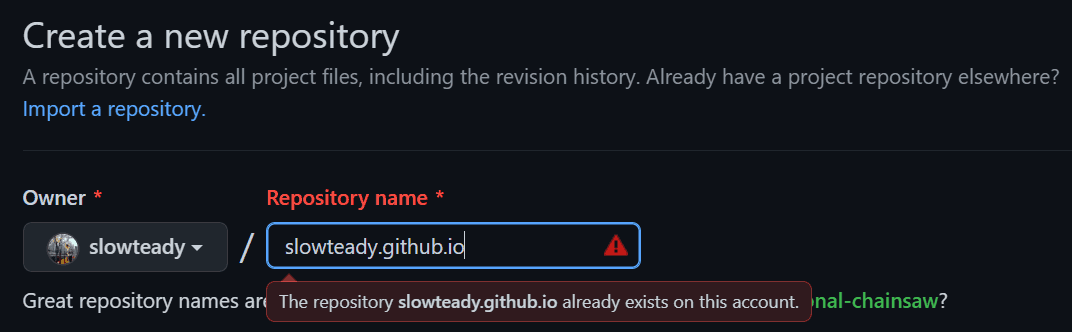 Create a new repository
A repository contains all project files, including the revision history. Already have a project repository elsewhere?
Import a repository.
Owner *
Repository name *
slowteady
/
slowteady.github.io
The repository slowteady.github.io already exists on this account.
Great repository names are onal-chainsaw?